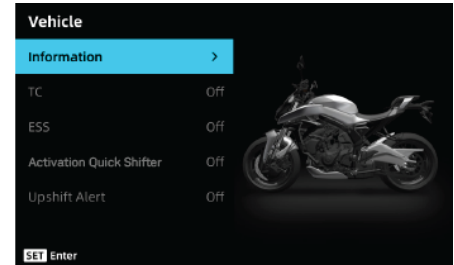 Vehicle
Information >
TC Off
ESS Off
Activation Quick Shifter Off
Upshift Alert Off
SET Enter